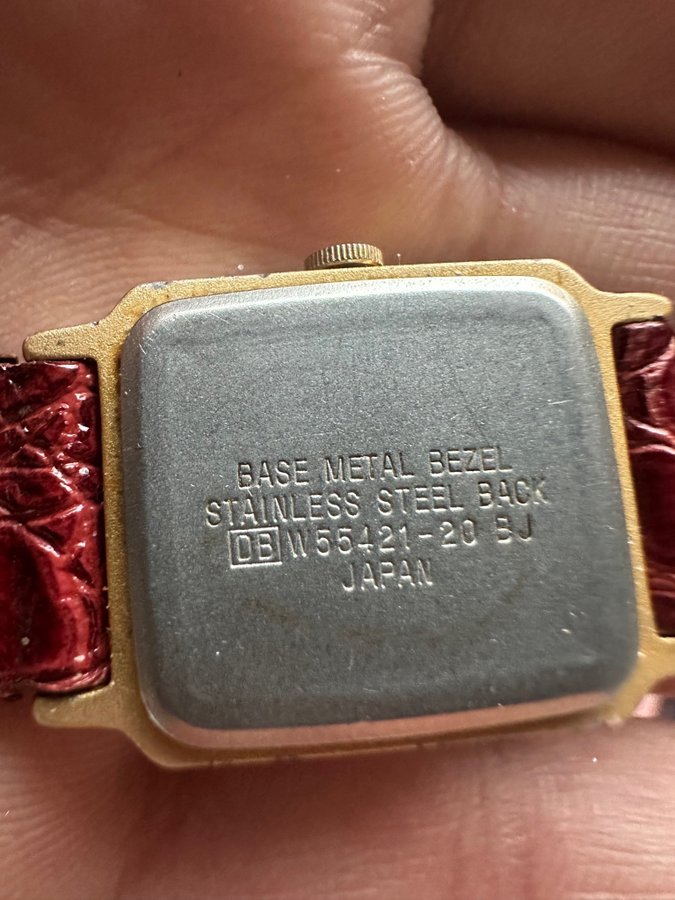 BASE METAL BEZEL
STAINLESS STEEL BACK
DB W55421-20 BJ
JAPAN